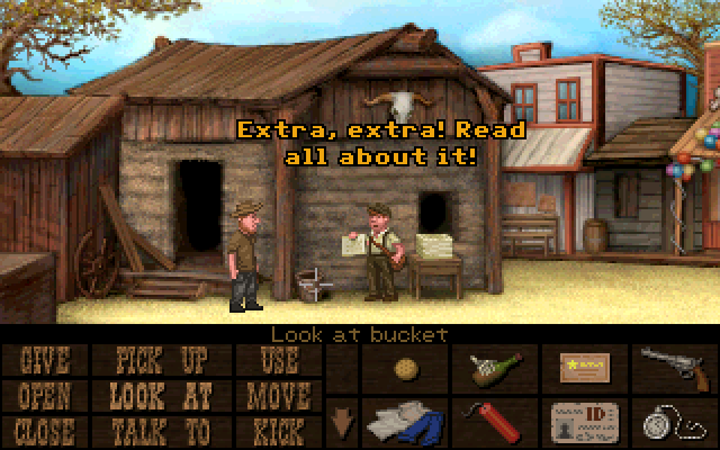 Extra, extra! Read
all about it!
Look at bucket
GIVE PICK UP USE
OPEN LOOK AT MOVE
CLOSE TALK TO KICK
ID